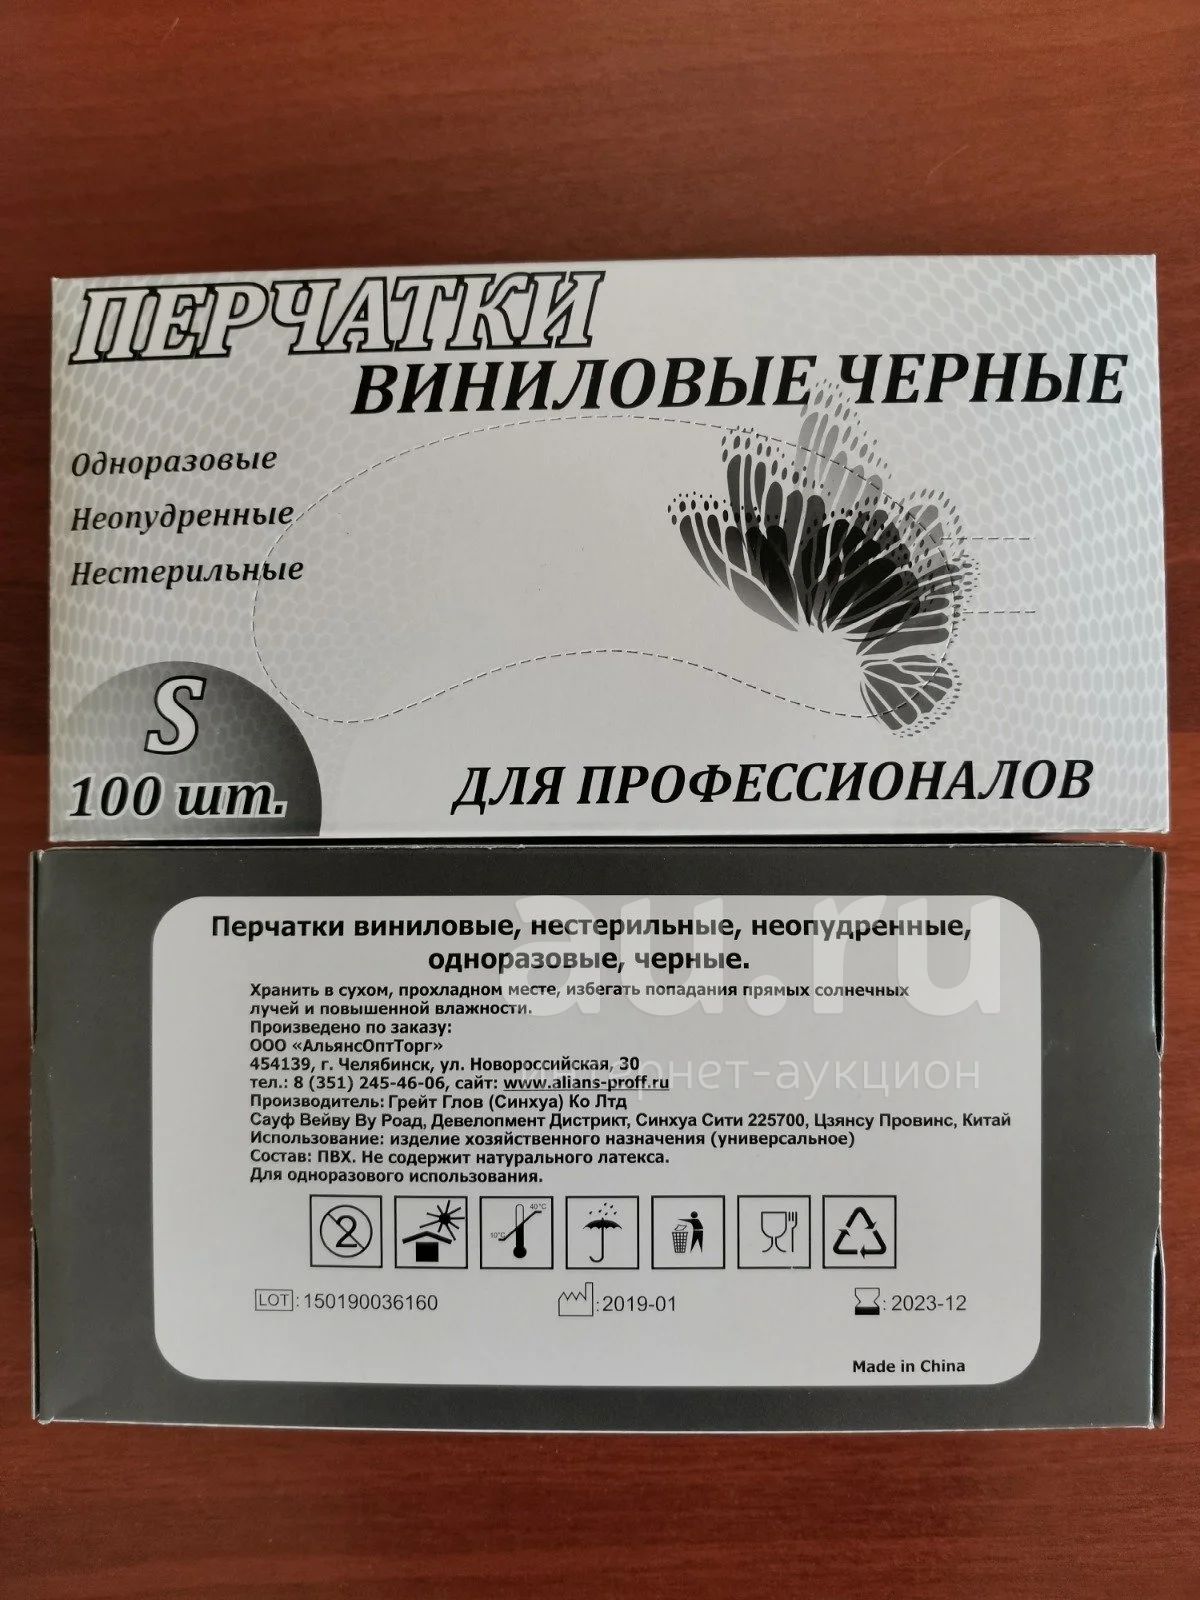 ПЕРЧАТКИ
ВИНИЛОВЫЕ ЧЕРНЫЕ
Одноразовые
Неопудренные
Нестерильные
S
100 шт.
ДЛЯ ПРОФЕССИОНАЛОВ
au.ru
интернет-аукцион
Перчатки виниловые, нестерильные, неопудренные,
одноразовые, черные.
Хранить в сухом, прохладном месте, избегать попадания прямых солнечных
лучей и повышенной влажности.
Произведено по заказу:
ООО «АльянсОптТорг»
454139, г. Челябинск, ул. Новороссийская, 30
тел.: 8 (351) 245-46-06, сайт: www.alians-proff.ru
Производитель: Грейт Глов (Синхуа) Ко Лтд
Сауф Вейву Ву Роад, Девелопмент Дистрикт, Синхуа Сити 225700, Цзянсу Провинс, Китай
Использование: изделие хозяйственного назначения (универсальное)
Состав: ПВХ. Не содержит натурального латекса.
Для одноразового использования.
2
10°C
40°C
LOT: 150190036160
: 2019-01
: 2023-12
Made in China